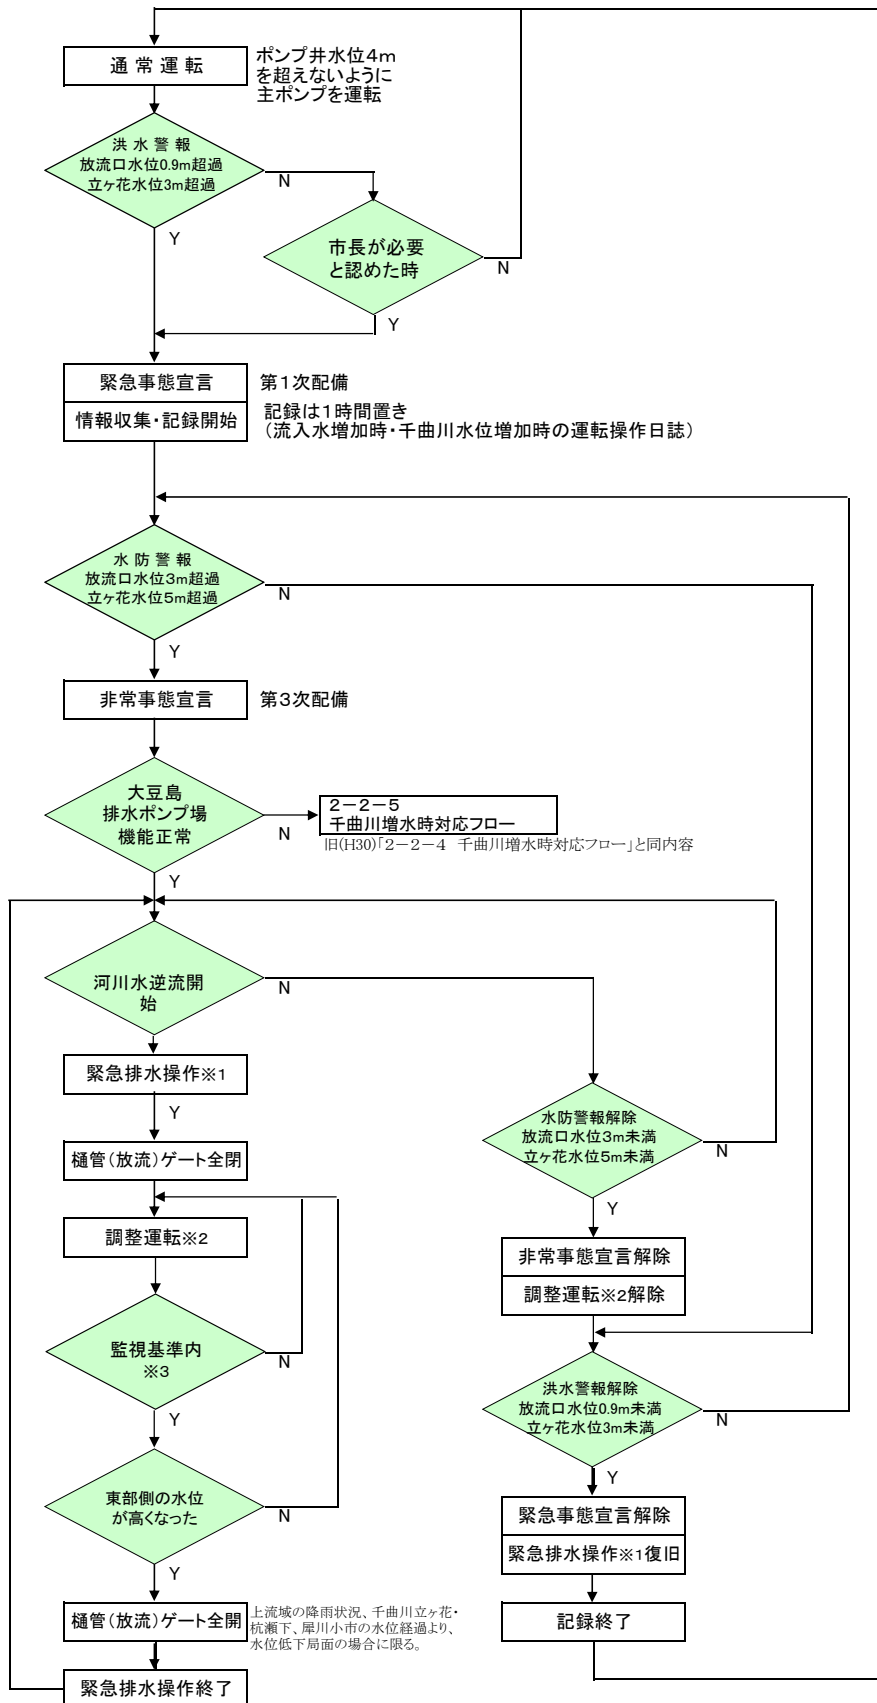 通 常 運 転
ポンプ井水位4m
を超えないように
主ポンプを運転
洪 水 警 報
放流口水位0.9m超過
立ヶ花水位3m超過
N
Y
市長が必要
と認めた時
N
Y
緊急事態宣言
第1次配備
情報収集・記録開始
記録は1時間置き
(流入水増加時・千曲川水位増加時の運転操作日誌)
水 防 警 報
放流口水位3m超過
立ヶ花水位5m超過
N
Y
非常事態宣言
第3次配備
大豆島
排水ポンプ場
機能正常
N
Y
2-2-5
千曲川増水時対応フロー
旧(H30)「2-2-4 千曲川増水時対応フロー」と同内容
河川水逆流開
始
N
緊急排水操作※1
Y
樋管(放流)ゲート全閉
調整運転※2
監視基準内
※3
N
Y
東部側の水位
が高くなった
N
Y
樋管(放流)ゲート全開
上流域の降雨状況、千曲川立ヶ花・
杭瀬下、犀川小市の水位経過より、
水位低下局面の場合に限る。
緊急排水操作終了
水防警報解除
放流口水位3m未満
立ヶ花水位5m未満
N
Y
非常事態宣言解除
調整運転※2解除
洪水警報解除
放流口水位0.9m未満
立ヶ花水位3m未満
N
Y
緊急事態宣言解除
緊急排水操作※1復旧
記録終了